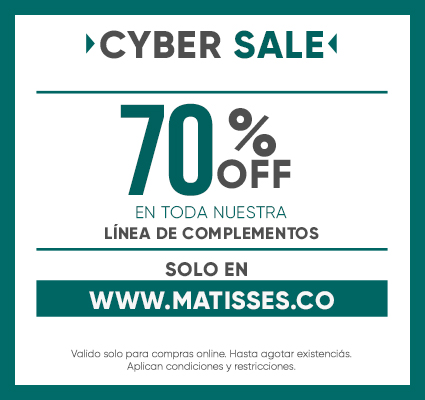 CYBER SALE
70%
OFF
EN TODA NUESTRA
LÍNEA DE COMPLEMENTOS
SOLO EN
WWW.MATISSES.CO
Valido solo para compras online. Hasta agotar existenciás.
Aplican condiciones y restricciones.